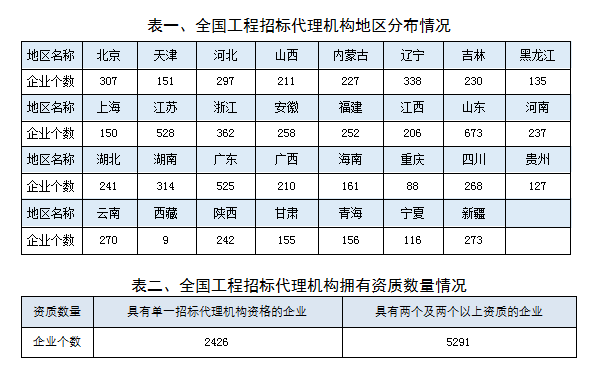 表一、全国工程招标代理机构地区分布情况
地区名称 北京 天津 河北 山西 内蒙古 辽宁 吉林 黑龙江
企业个数 307 151 297 211 227 338 230 135
地区名称 上海 江苏 浙江 安徽 福建 江西 山东 河南
企业个数 150 528 362 258 252 206 673 237
地区名称 湖北 湖南 广东 广西 海南 重庆 四川 贵州
企业个数 241 314 525 210 161 88 268 127
地区名称 云南 西藏 陕西 甘肃 青海 宁夏 新疆
企业个数 270 9 242 155 156 116 273
表二、全国工程招标代理机构拥有资质数量情况
资质数量 具有单一招标代理机构资格的企业 具有两个及两个以上资质的企业
企业个数 2426 5291